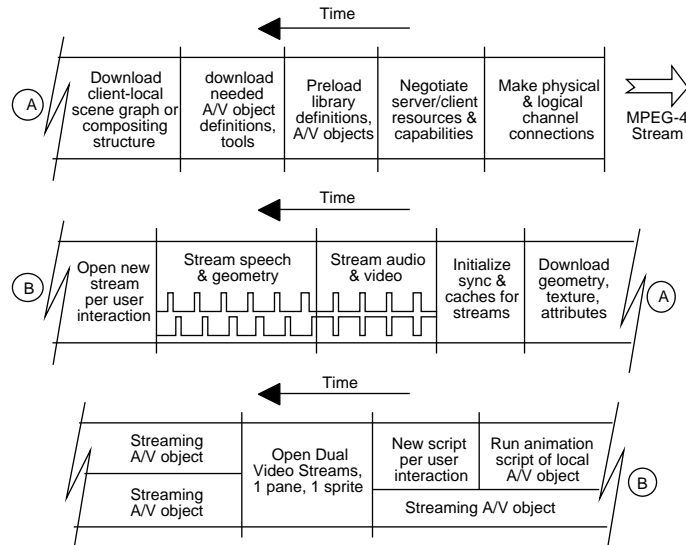 Time
A
Download
client-local
scene graph or
compositing
structure
download
needed
A/V object
definitions,
tools
Preload
library
definitions,
A/V objects
Negotiate
server/client
resources &
capabilities
Make physical
& logical
channel
connections
MPEG-4
Stream
Time
B
Open new
stream
per user
interaction
Stream speech
& geometry
Stream audio
& video
Initialize
sync &
caches for
streams
Download
geometry,
texture,
attributes
A
Time
Streaming
A/V object
Streaming
A/V object
Open Dual
Video Streams,
1 pane, 1 sprite
New script
per user
interaction
Run animation
script of local
A/V object
Streaming A/V object
B